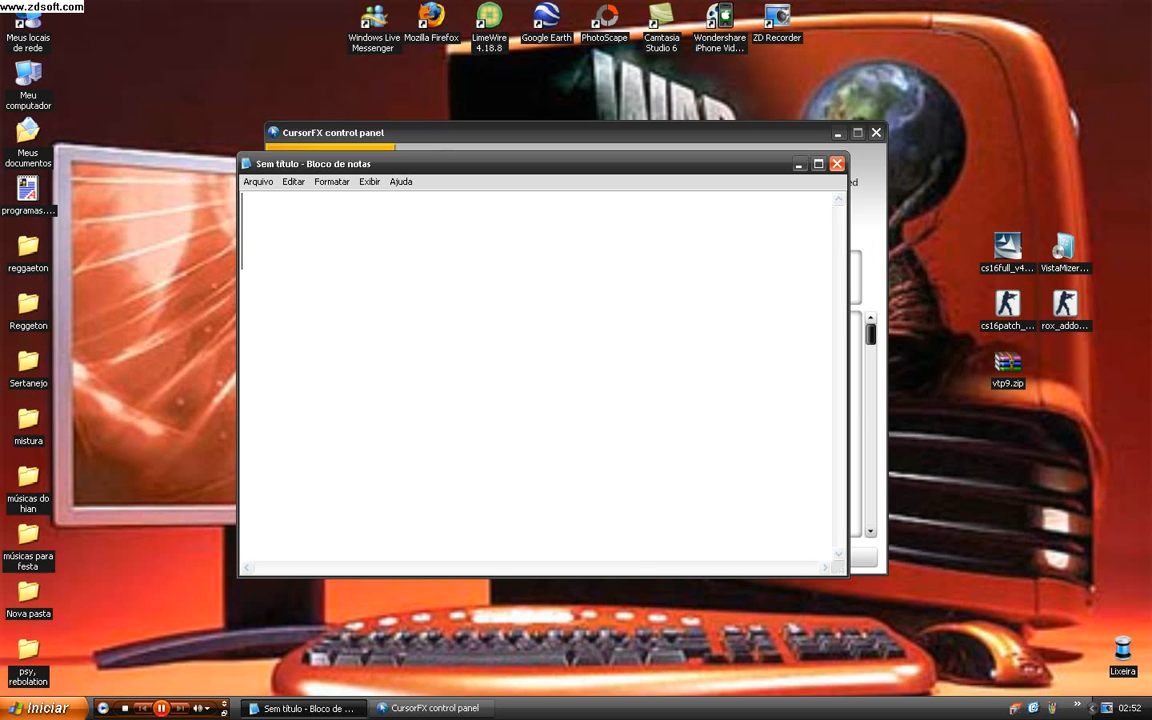 www.zdsoft.com
Meus locais
de rede
Windows Live
Messenger
Mozilla Firefox
LimeWire
4.18.8
Google Earth
PhotoScape
Camtasia
Studio 6
Wondershare
iPhone Vid...
ZD Recorder
Meu
computador
Meus
documentos
programas....
reggaeton
Reggeton
Sertanejo
mistura
músicas do
hian
músicas para
festa
Nova pasta
psy,
rebolation
CursorFX control panel
Sem título - Bloco de notas
Arquivo Editar Formatar Exibir Ajuda
ed
cs16full_v4...
VistaMizer...
cs16patch_...
rox_addo...
vtp9.zip
Lixeira
Iniciar
Sem título - Bloco de ...
CursorFX control panel
02:52